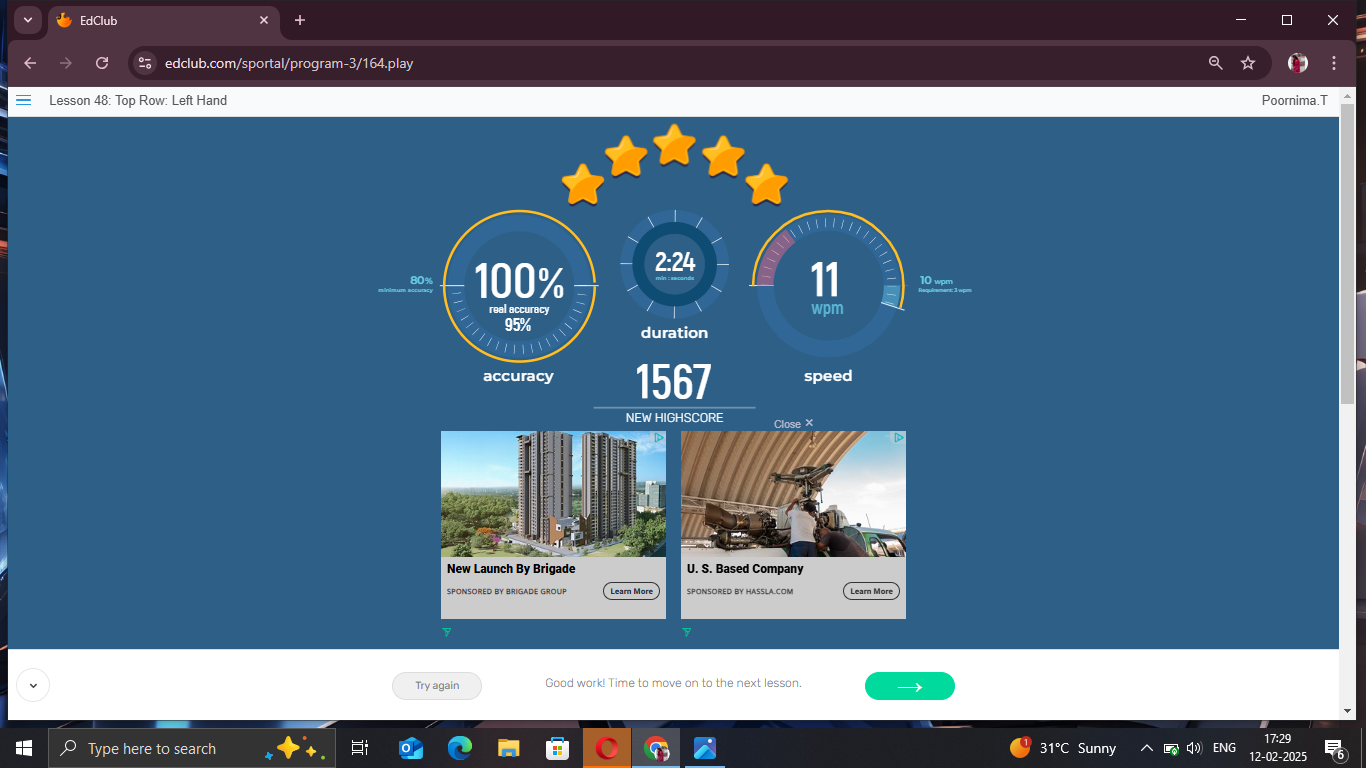 EdClub
edclub.com/sportal/program-3/164.play
Lesson 48: Top Row: Left Hand
Poornima.T
80%
minimum accuracy
100%
real accuracy
95%
accuracy
2:24
min : seconds
duration
11
wpm
speed
10 wpm
Requirement: 3 wpm
1567
NEW HIGHSCORE
Close ×
New Launch By Brigade
SPONSORED BY BRIGADE GROUP
Learn More
U. S. Based Company
SPONSORED BY HASSLA.COM
Learn More
Try again
Good work! Time to move on to the next lesson.
Type here to search
1
31°C Sunny
ENG
17:29
12-02-2025
6